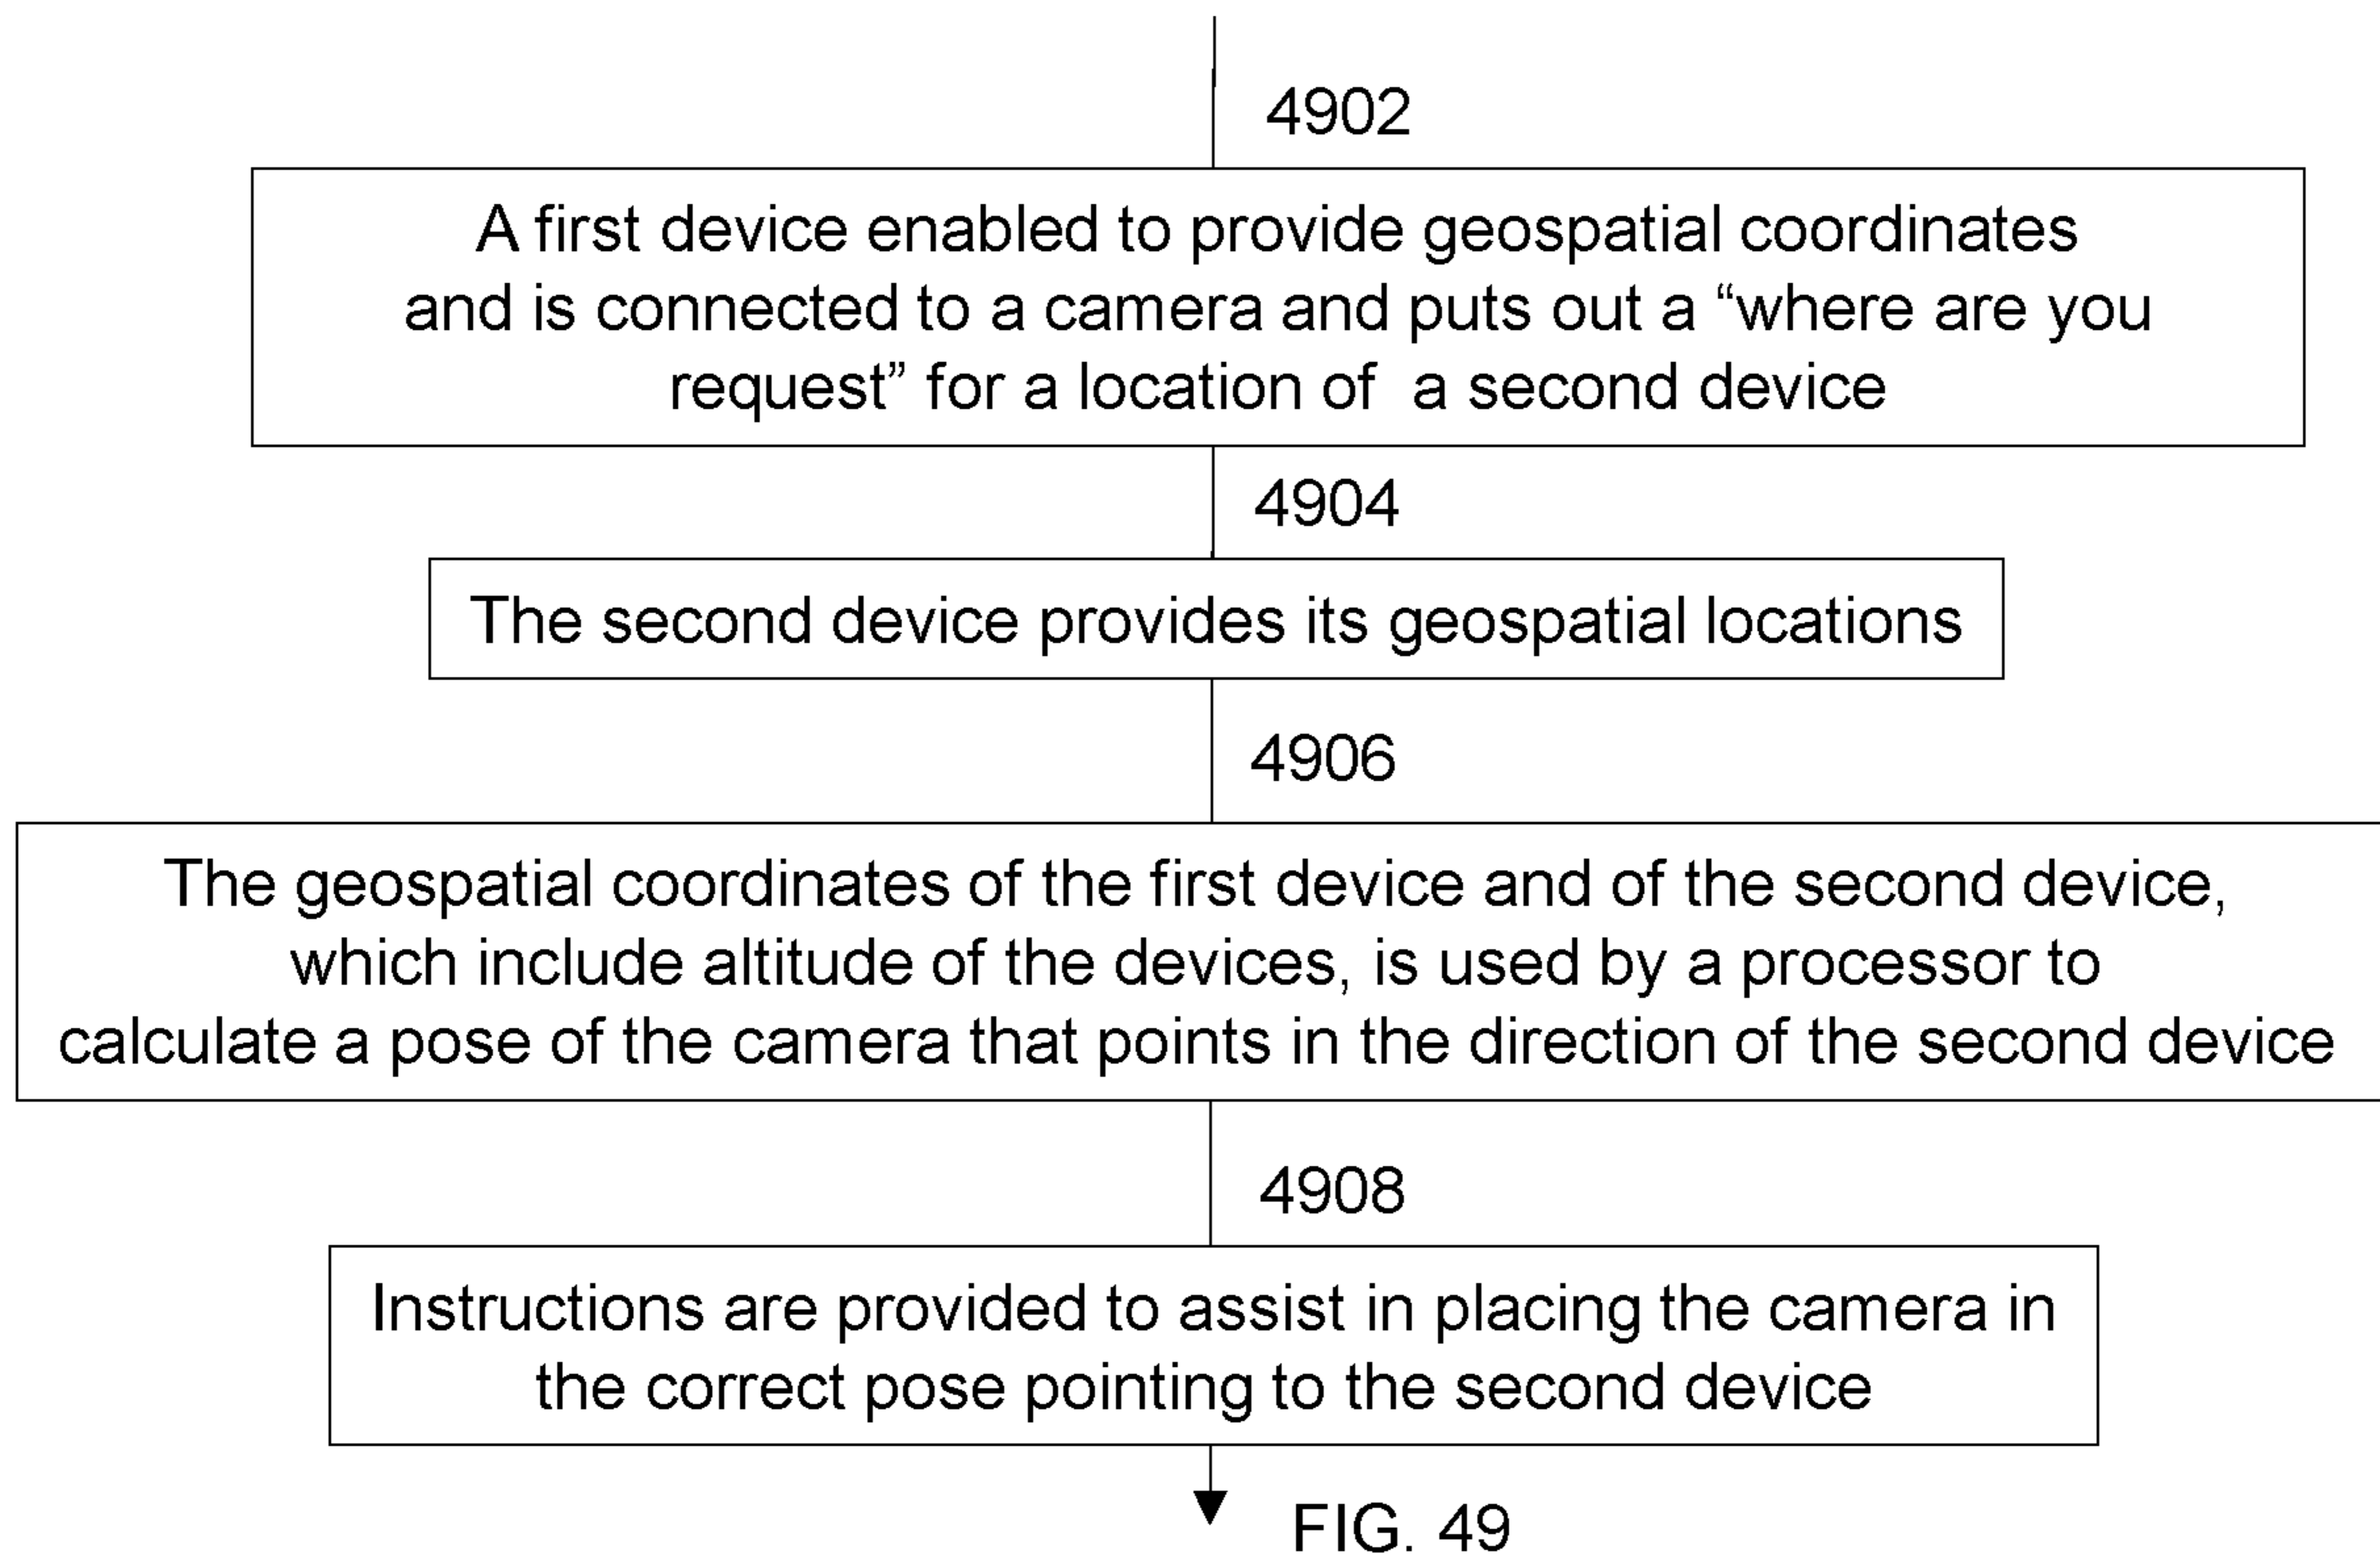 4902
A first device enabled to provide geospatial coordinates
and is connected to a camera and puts out a “where are you
request” for a location of a second device
4904
The second device provides its geospatial locations
4906
The geospatial coordinates of the first device and of the second device,
which include altitude of the devices, is used by a processor to
calculate a pose of the camera that points in the direction of the second device
4908
Instructions are provided to assist in placing the camera in
the correct pose pointing to the second device
FIG. 49